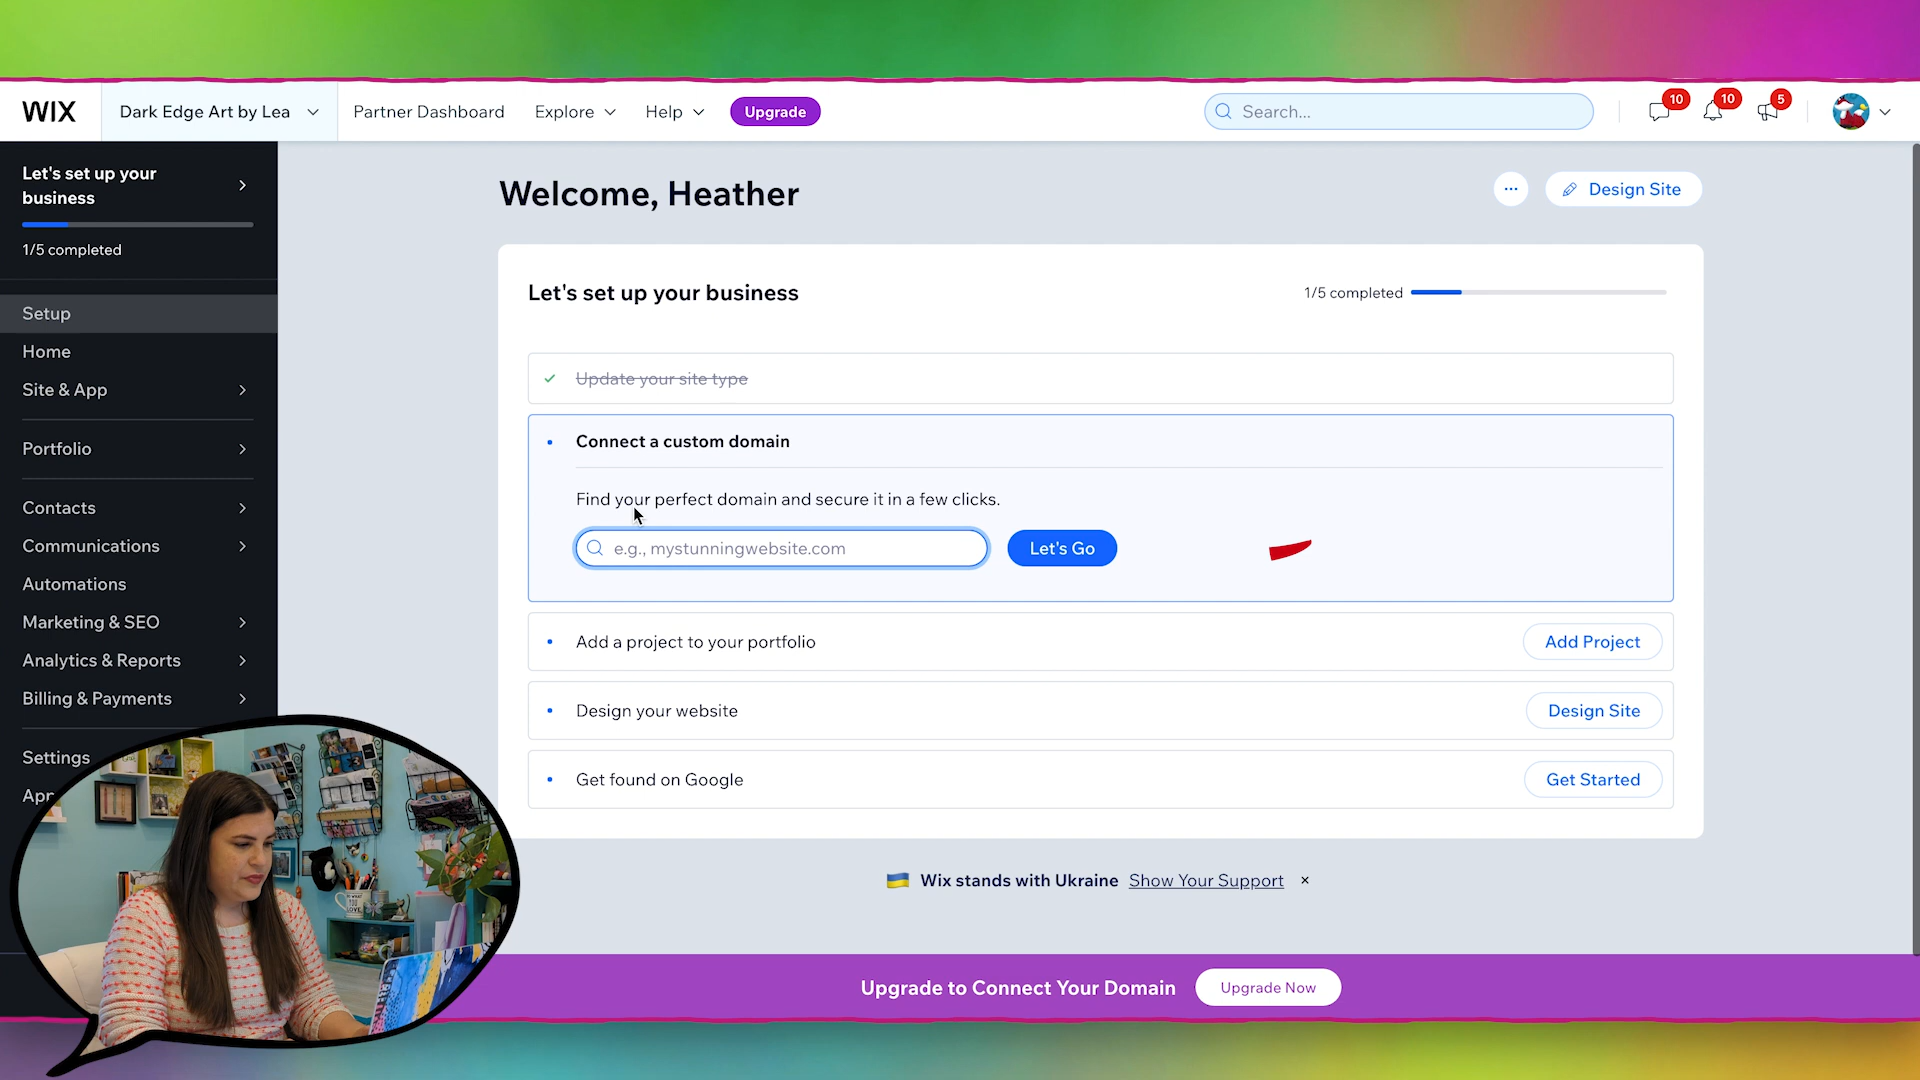 WIX
Dark Edge Art by Lea
Partner Dashboard
Explore
Help
Upgrade
Search...
10
10
5
Let's set up your
business
1/5 completed
Setup
Home
Site & App
Portfolio
Contacts
Communications
Automations
Marketing & SEO
Analytics & Reports
Billing & Payments
Settings
Welcome, Heather
Design Site
Let's set up your business
1/5 completed
Update your site type
Connect a custom domain
Find your perfect domain and secure it in a few clicks.
e.g., mystunningwebsite.com
Let's Go
Add a project to your portfolio
Add Project
Design your website
Design Site
Get found on Google
Get Started
Wix stands with Ukraine Show Your Support
Upgrade to Connect Your Domain
Upgrade Now